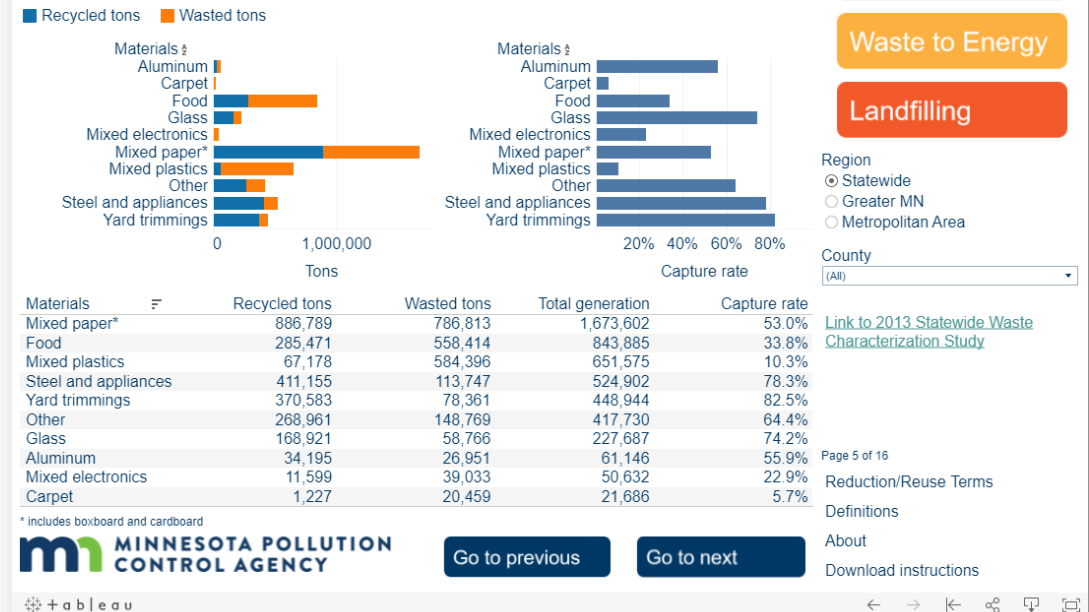 Recycled tons Wasted tons
Waste to Energy
Landfilling
Materials
Aluminum
Carpet
Food
Glass
Mixed electronics
Mixed paper*
Mixed plastics
Other
Steel and appliances
Yard trimmings
0 1,000,000
Tons
Materials
Aluminum
Carpet
Food
Glass
Mixed electronics
Mixed paper*
Mixed plastics
Other
Steel and appliances
Yard trimmings
20% 40% 60% 80%
Capture rate
Region
Statewide
Greater MN
Metropolitan Area
County
(All)
Link to 2013 Statewide Waste
Characterization Study
Materials Recycled tons Wasted tons Total generation Capture rate
Mixed paper* 886,789 786,813 1,673,602 53.0%
Food 285,471 558,414 843,885 33.8%
Mixed plastics 67,178 584,396 651,575 10.3%
Steel and appliances 411,155 113,747 524,902 78.3%
Yard trimmings 370,583 78,361 448,944 82.5%
Other 268,961 148,769 417,730 64.4%
Glass 168,921 58,766 227,687 74.2%
Aluminum 34,195 26,951 61,146 55.9%
Mixed electronics 11,599 39,033 50,632 22.9%
Carpet 1,227 20,459 21,686 5.7%
* includes boxboard and cardboard
Page 5 of 16
Reduction/Reuse Terms
Definitions
About
Download instructions
mn MINNESOTA POLLUTION
CONTROL AGENCY
Go to previous
Go to next
+ableau